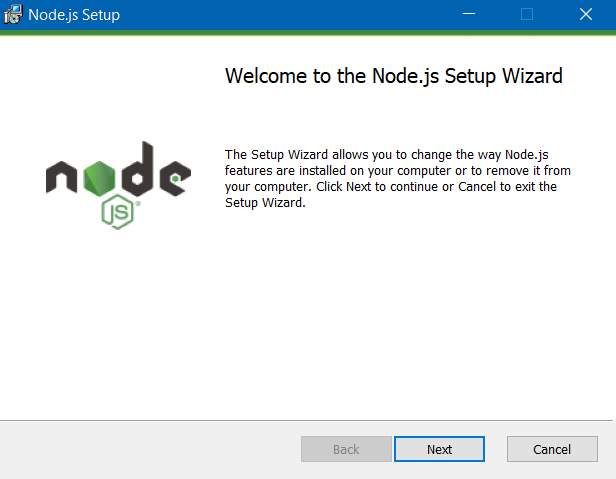 Node.js Setup
Welcome to the Node.js Setup Wizard
node
JS®
The Setup Wizard allows you to change the way Node.js
features are installed on your computer or to remove it from
your computer. Click Next to continue or Cancel to exit the
Setup Wizard.
Back Next Cancel